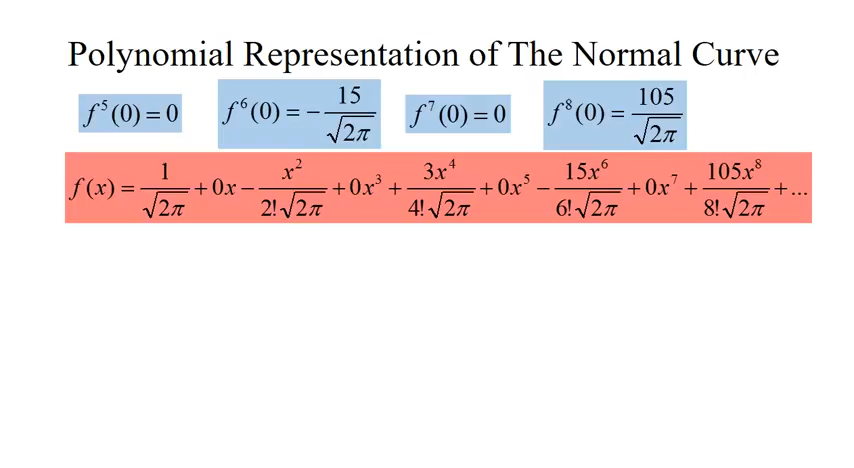 Polynomial Representation of The Normal Curve
f⁵(0) = 0 f⁶(0) = −15/√(2π) f⁷(0) = 0 f⁸(0) = 105/√(2π)
f(x) = 1/√(2π) + 0x − x²/(2!√(2π)) + 0x³ + 3x⁴/(4!√(2π)) + 0x⁵ − 15x⁶/(6!√(2π)) + 0x⁷ + 105x⁸/(8!√(2π)) + ...